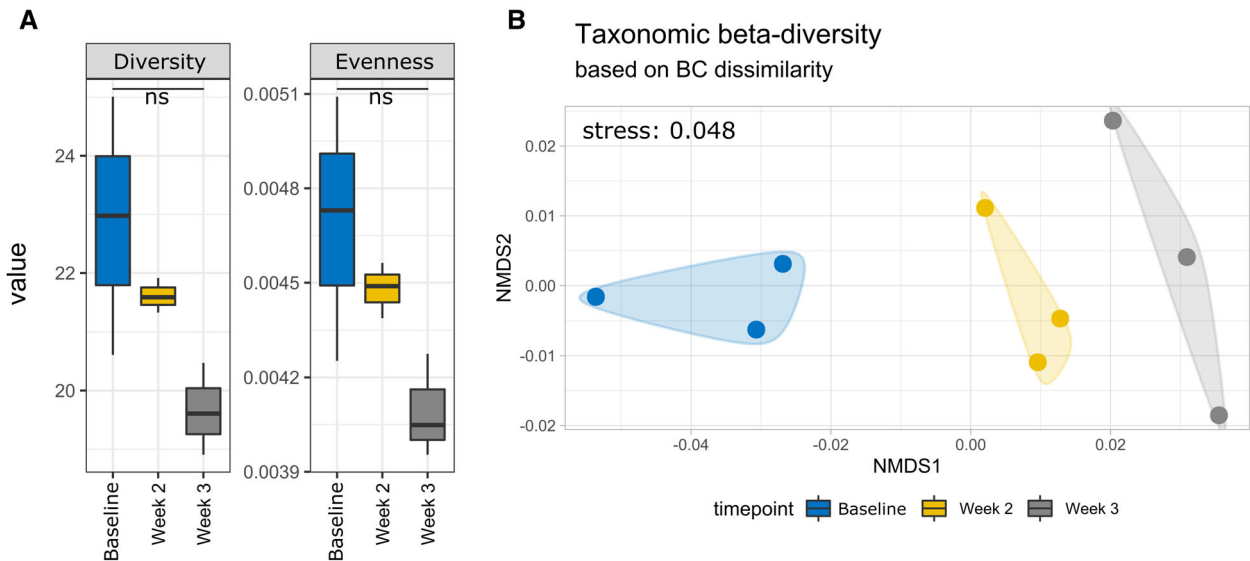 A
Diversity
ns
24
22
20
value
Baseline
Week 2
Week 3
Evenness
ns
0.0051
0.0048
0.0045
0.0042
0.0039
Baseline
Week 2
Week 3
B
Taxonomic beta-diversity
based on BC dissimilarity
stress: 0.048
0.02
0.01
0.00
-0.01
-0.02
NMDS2
-0.04
-0.02
0.00
0.02
NMDS1
timepoint Baseline Week 2 Week 3